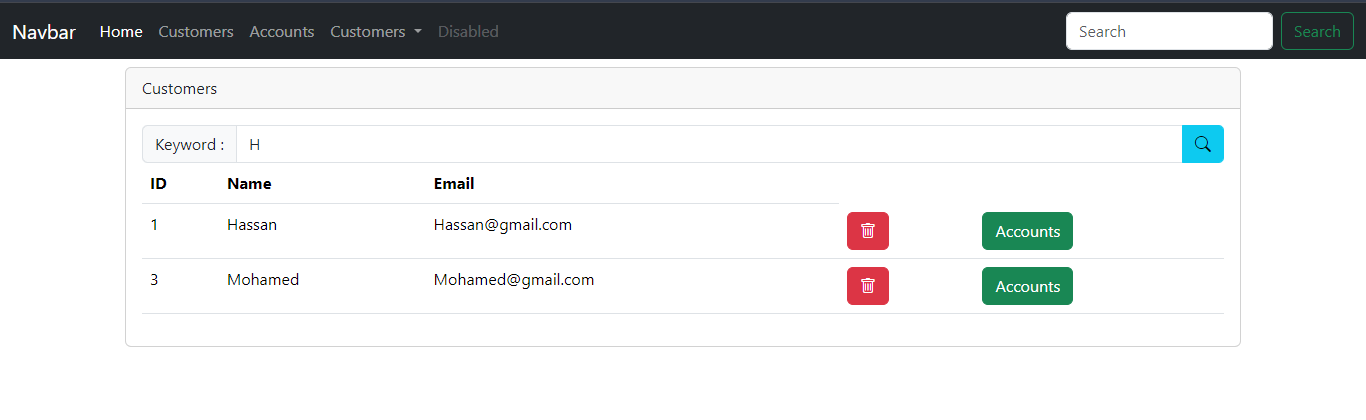 Navbar Home Customers Accounts Customers Disabled Search Search
Customers
Keyword : H
ID Name Email
1 Hassan Hassan@gmail.com Accounts
3 Mohamed Mohamed@gmail.com Accounts